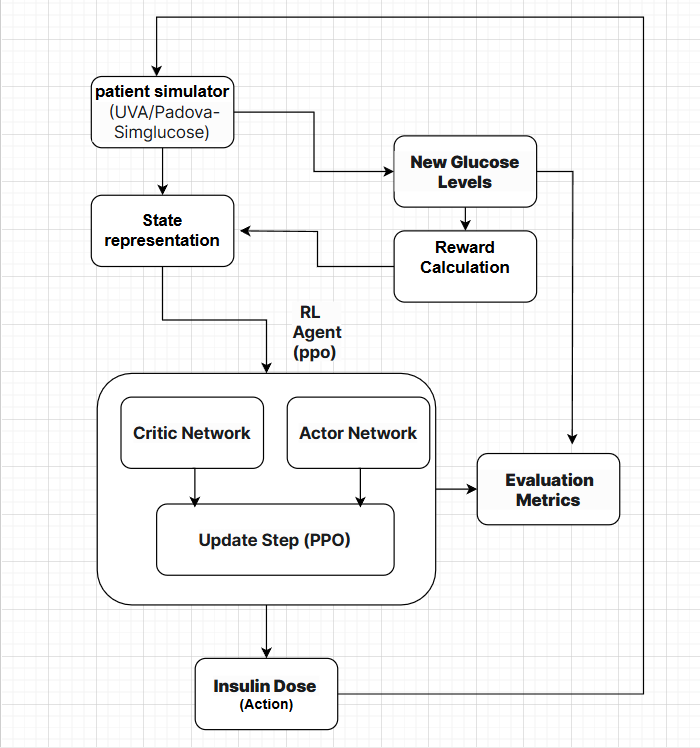 patient simulator
(UVA/Padova-
Simglucose)
New Glucose
Levels
State
representation
Reward
Calculation
RL
Agent
(ppo)
Critic Network
Actor Network
Evaluation
Metrics
Update Step (PPO)
Insulin Dose
(Action)